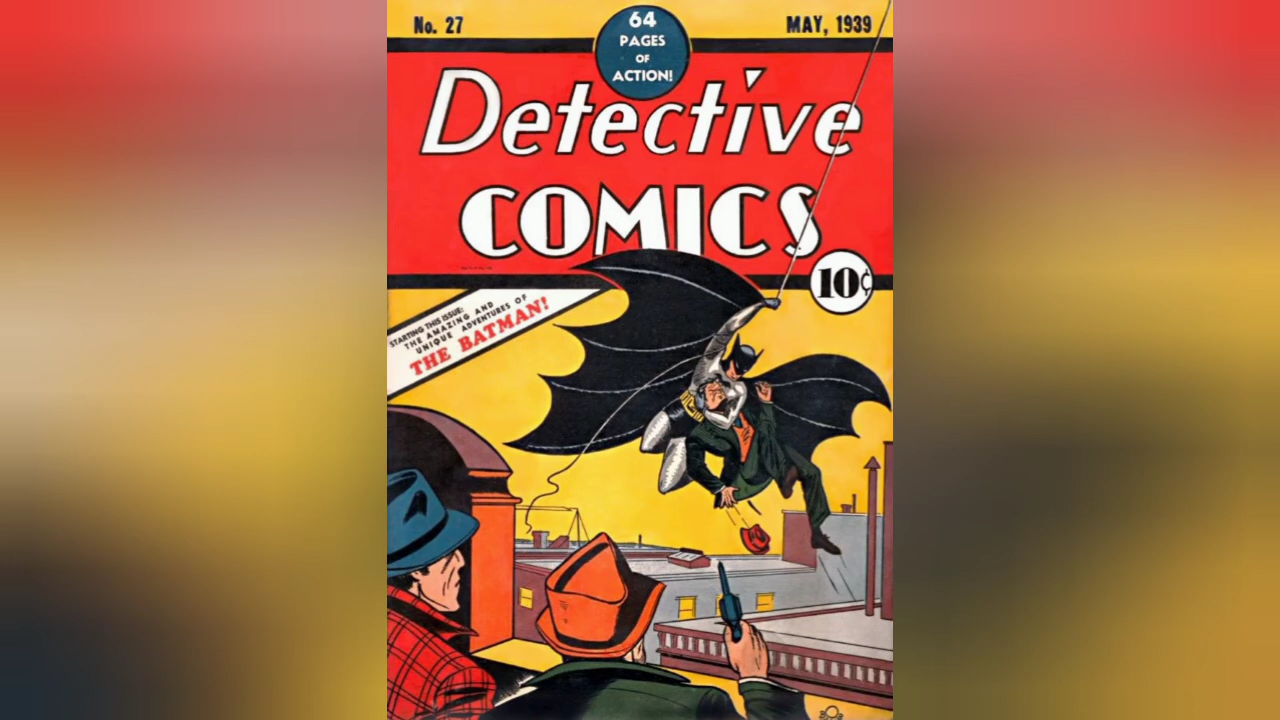 No. 27
64
PAGES
OF
ACTION!
MAY, 1939
Detective
COMICS
10¢
STARTING THIS ISSUE:
THE AMAZING AND
UNIQUE ADVENTURES OF
THE BATMAN!